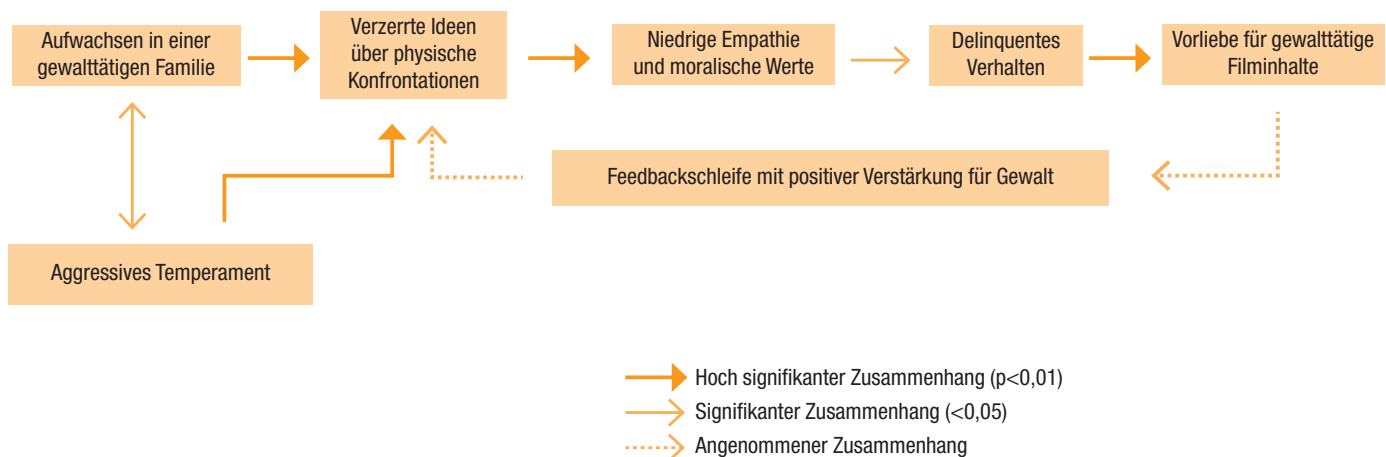 Aufwachsen in einer
gewalttätigen Familie
Verzerrte Ideen
über physische
Konfrontationen
Niedrige Empathie
und moralische Werte
Delinquentes
Verhalten
Vorliebe für gewalttätige
Filminhalte
Feedbackschleife mit positiver Verstärkung für Gewalt
Aggressives Temperament
Hoch signifikanter Zusammenhang (p<0,01)
Signifikanter Zusammenhang (<0,05)
Angenommener Zusammenhang